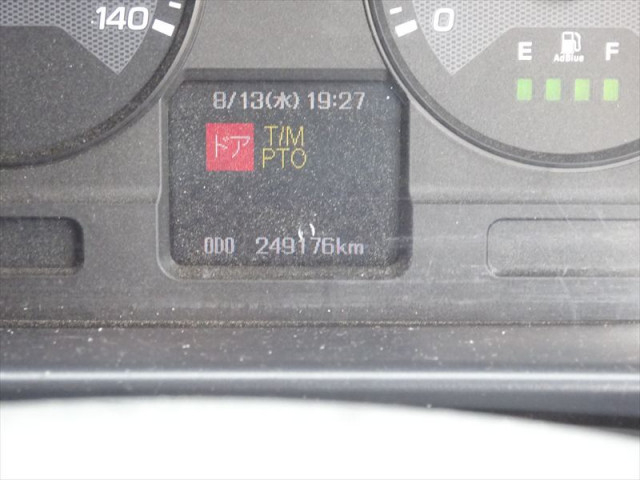 140
0
E F
AdBlue
8/13(水) 19:27
ドア T/M
PTO
ODO 249176km